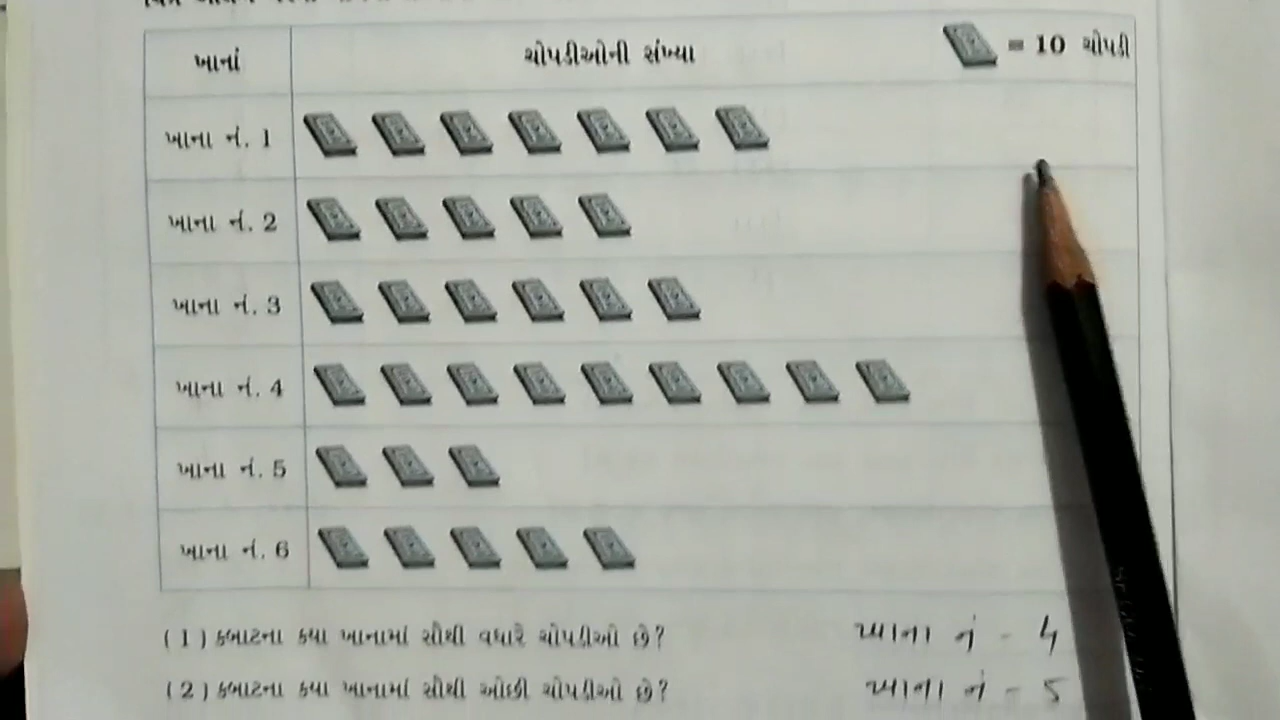 ખાનાં ચોપડીઓની સંખ્યા = 10 ચોપડી
ખાના નં. 1
ખાના નં. 2
ખાના નં. 3
ખાના નં. 4
ખાના નં. 5
ખાના નં. 6
( 1 ) કબાટના કયા ખાનામાં સૌથી વધારે ચોપડીઓ છે? ખાના નં - 4
( 2 ) કબાટના કયા ખાનામાં સૌથી ઓછી ચોપડીઓ છે? ખાના નં - 5